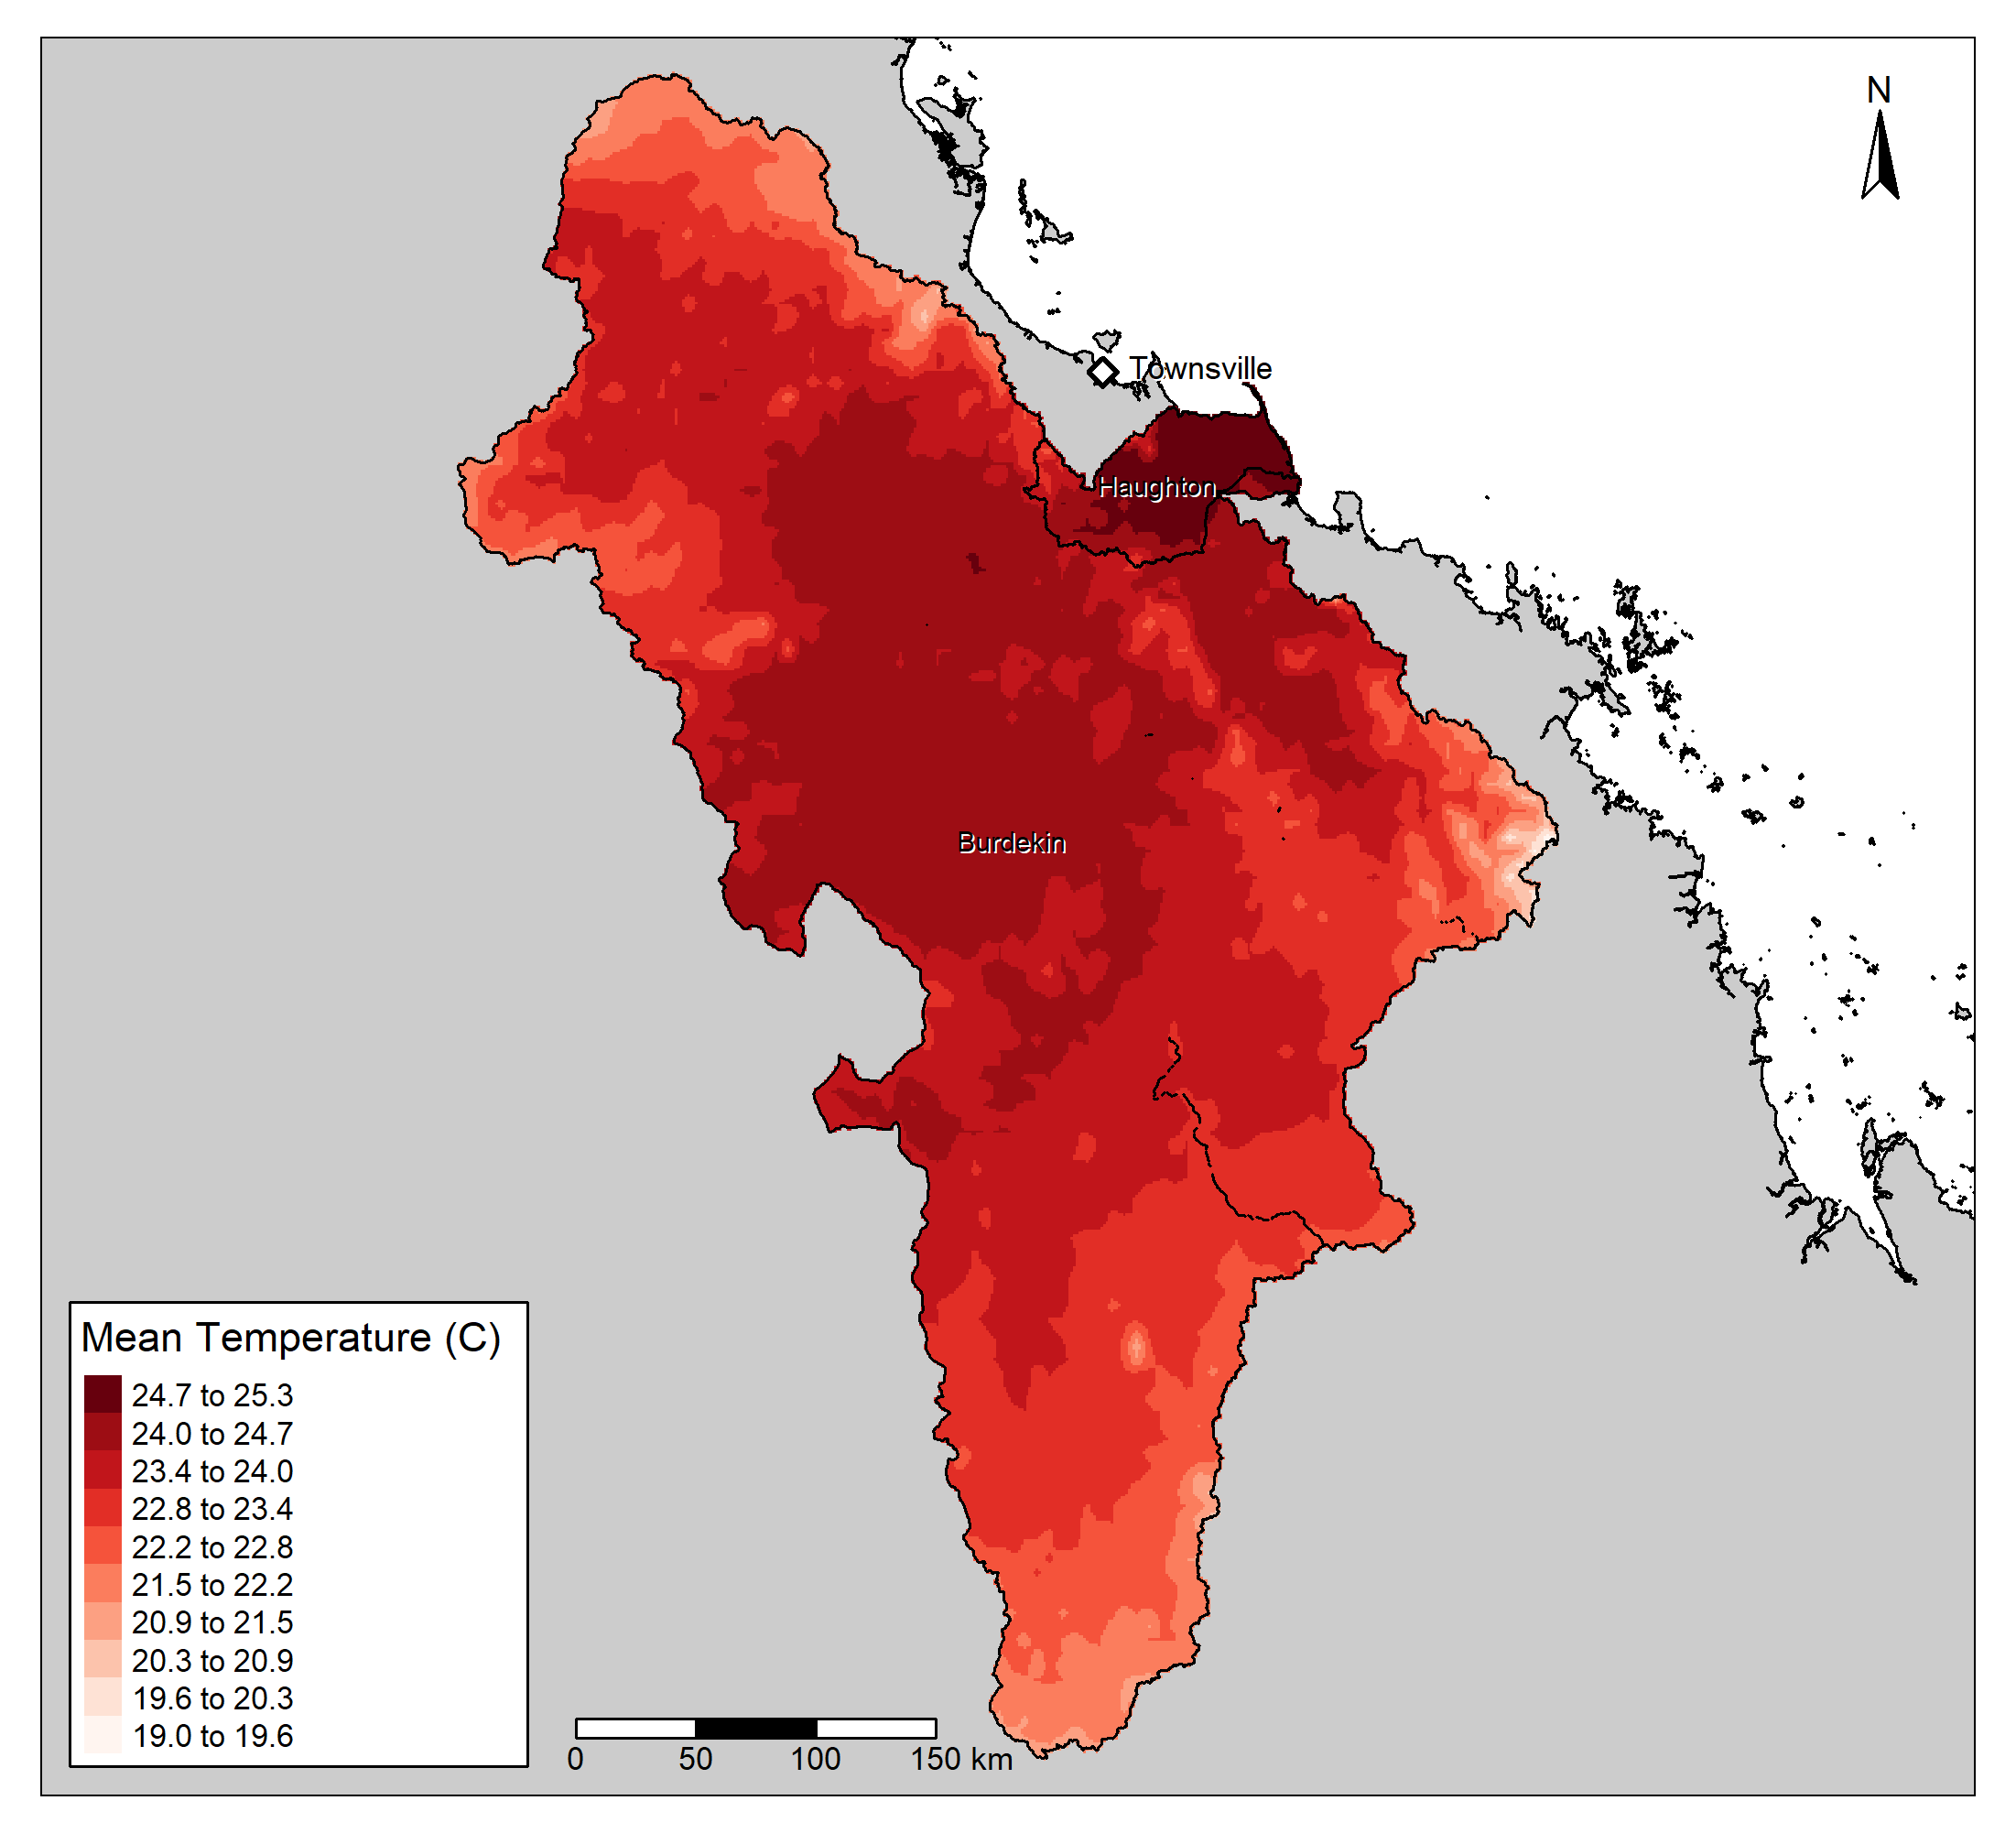 N
Townsville
Haughton
Burdekin
Mean Temperature (C)
24.7 to 25.3
24.0 to 24.7
23.4 to 24.0
22.8 to 23.4
22.2 to 22.8
21.5 to 22.2
20.9 to 21.5
20.3 to 20.9
19.6 to 20.3
19.0 to 19.6
0 50 100 150 km